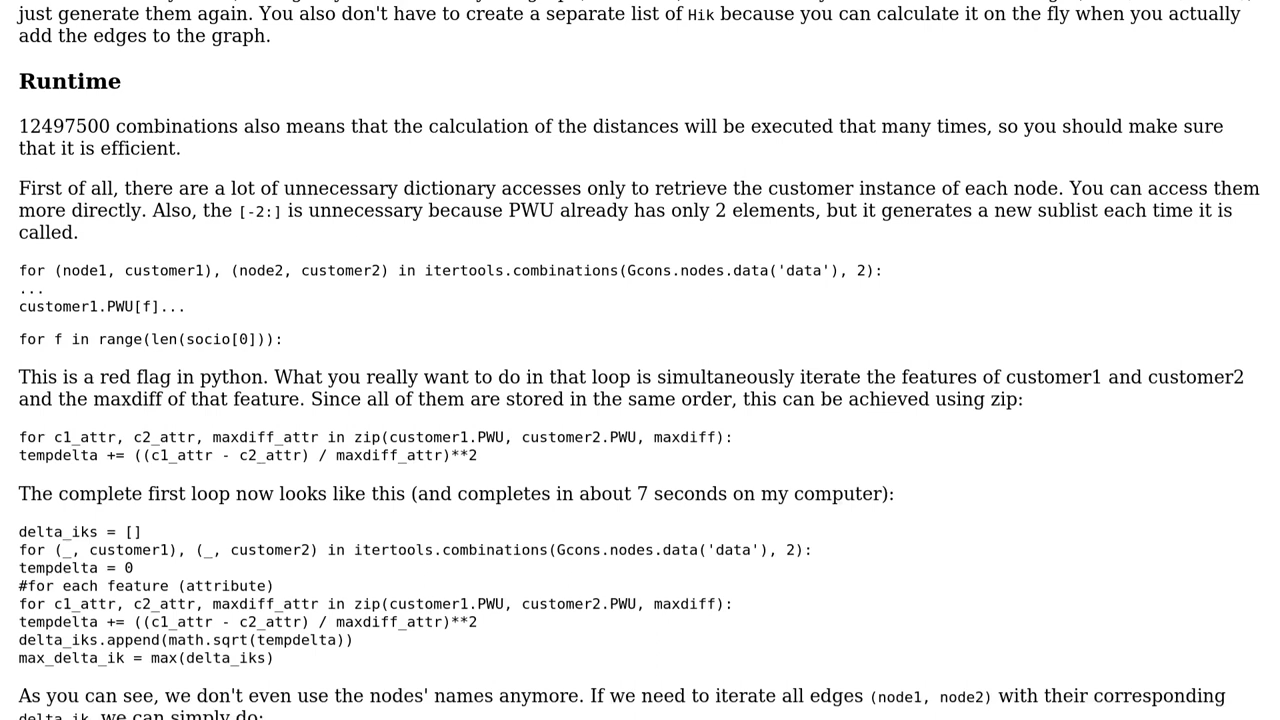 just generate them again. You also don't have to create a separate list of Hik because you can calculate it on the fly when you actually
add the edges to the graph.
Runtime
12497500 combinations also means that the calculation of the distances will be executed that many times, so you should make sure
that it is efficient.
First of all, there are a lot of unnecessary dictionary accesses only to retrieve the customer instance of each node. You can access them
more directly. Also, the [-2:] is unnecessary because PWU already has only 2 elements, but it generates a new sublist each time it is
called.
for (node1, customer1), (node2, customer2) in itertools.combinations(Gcons.nodes.data('data'), 2):
...
customer1.PWU[f]...
for f in range(len(socio[0])):
This is a red flag in python. What you really want to do in that loop is simultaneously iterate the features of customer1 and customer2
and the maxdiff of that feature. Since all of them are stored in the same order, this can be achieved using zip:
for c1_attr, c2_attr, maxdiff_attr in zip(customer1.PWU, customer2.PWU, maxdiff):
tempdelta += ((c1_attr - c2_attr) / maxdiff_attr)**2
The complete first loop now looks like this (and completes in about 7 seconds on my computer):
delta_iks = []
for (_, customer1), (_, customer2) in itertools.combinations(Gcons.nodes.data('data'), 2):
tempdelta = 0
#for each feature (attribute)
for c1_attr, c2_attr, maxdiff_attr in zip(customer1.PWU, customer2.PWU, maxdiff):
tempdelta += ((c1_attr - c2_attr) / maxdiff_attr)**2
delta_iks.append(math.sqrt(tempdelta))
max_delta_ik = max(delta_iks)
As you can see, we don't even use the nodes' names anymore. If we need to iterate all edges (node1, node2) with their corresponding
delta_ik, we can simply do: